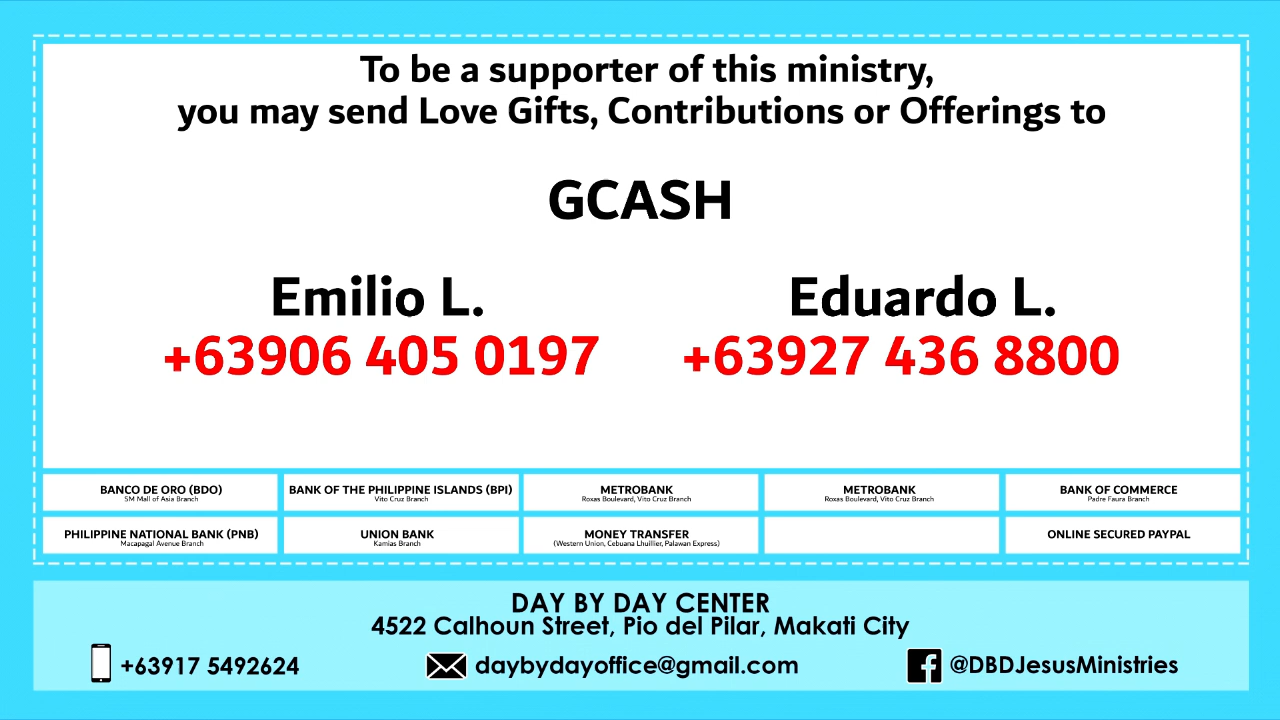 To be a supporter of this ministry,
you may send Love Gifts, Contributions or Offerings to
GCASH
Emilio L.
+63906 405 0197
Eduardo L.
+63927 436 8800
BANCO DE ORO (BDO)
SM Mall of Asia Branch
BANK OF THE PHILIPPINE ISLANDS (BPI)
Vito Cruz Branch
METROBANK
Roxas Boulevard, Vito Cruz Branch
METROBANK
Roxas Boulevard, Vito Cruz Branch
BANK OF COMMERCE
Padre Faura Branch
PHILIPPINE NATIONAL BANK (PNB)
Macapagal Avenue Branch
UNION BANK
Kamias Branch
MONEY TRANSFER
(Western Union, Cebuana Lhuillier, Palawan Express)
ONLINE SECURED PAYPAL
DAY BY DAY CENTER
4522 Calhoun Street, Pio del Pilar, Makati City
+63917 5492624
daybydayoffice@gmail.com
@DBDJesusMinistries